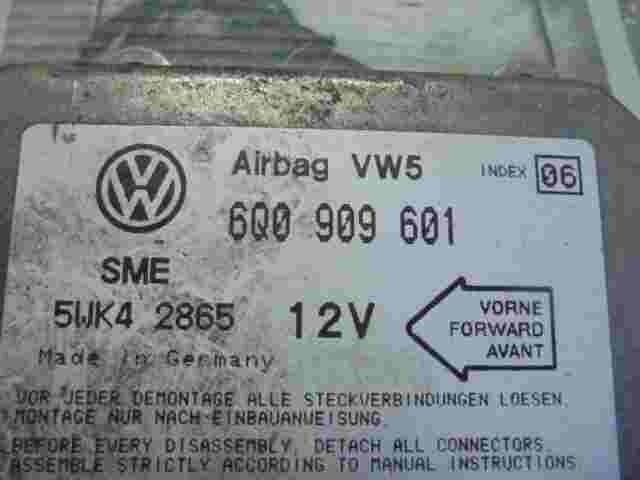 Airbag VW5 INDEX 06
6Q0 909 601
SME
5WK4 2865 12V
VORNE
FORWARD
AVANT
Made in Germany
VOR JEDER DEMONTAGE ALLE STECKVERBINDUNGEN LOESEN.
MONTAGE NUR NACH EINBAUANWEISUNG.
BEFORE EVERY DISASSEMBLY, DETACH ALL CONNECTORS.
ASSEMBLE STRICTLY ACCORDING TO MANUAL INSTRUCTIONS